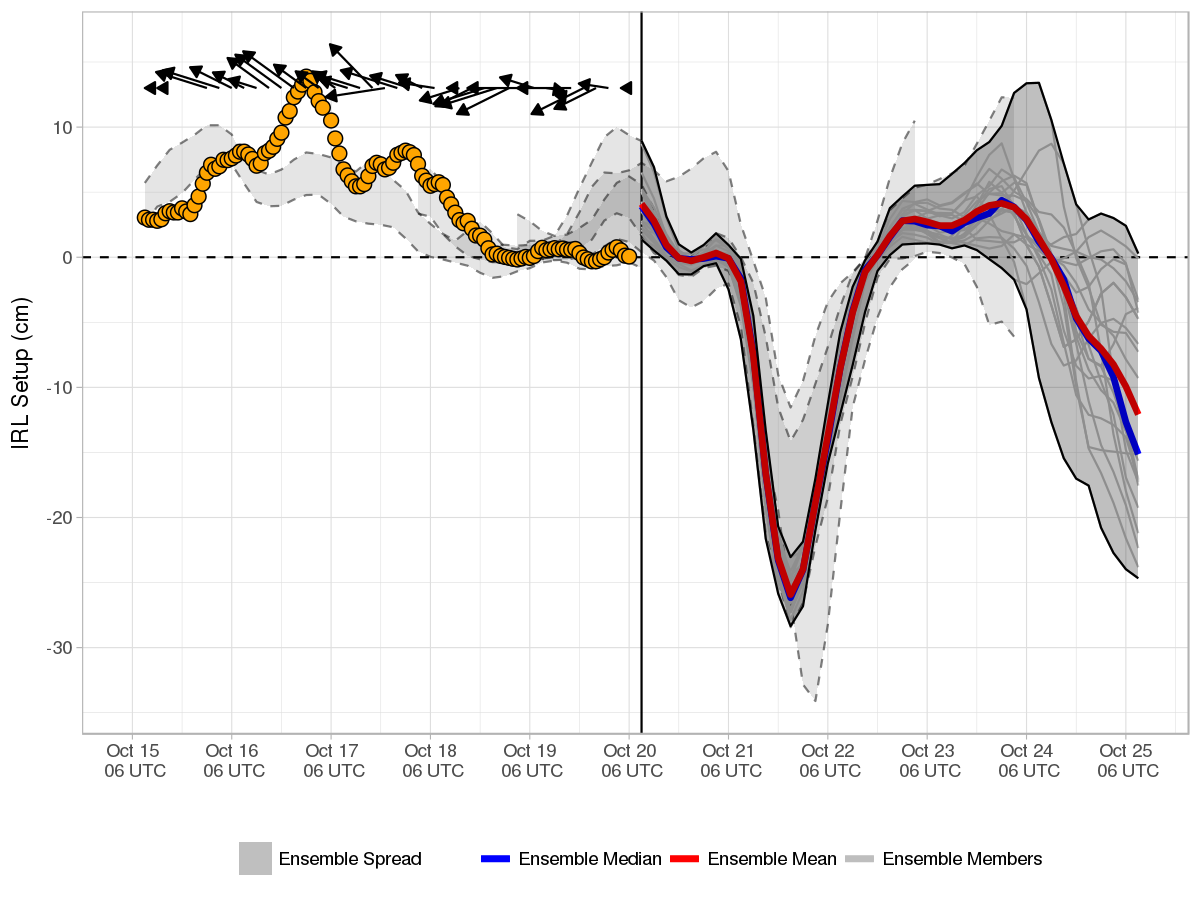 IRL Setup (cm)
10
0
-10
-20
-30
Oct 15 Oct 16 Oct 17 Oct 18 Oct 19 Oct 20 Oct 21 Oct 22 Oct 23 Oct 24 Oct 25
06 UTC 06 UTC 06 UTC 06 UTC 06 UTC 06 UTC 06 UTC 06 UTC 06 UTC 06 UTC 06 UTC
Ensemble Spread Ensemble Median Ensemble Mean Ensemble Members